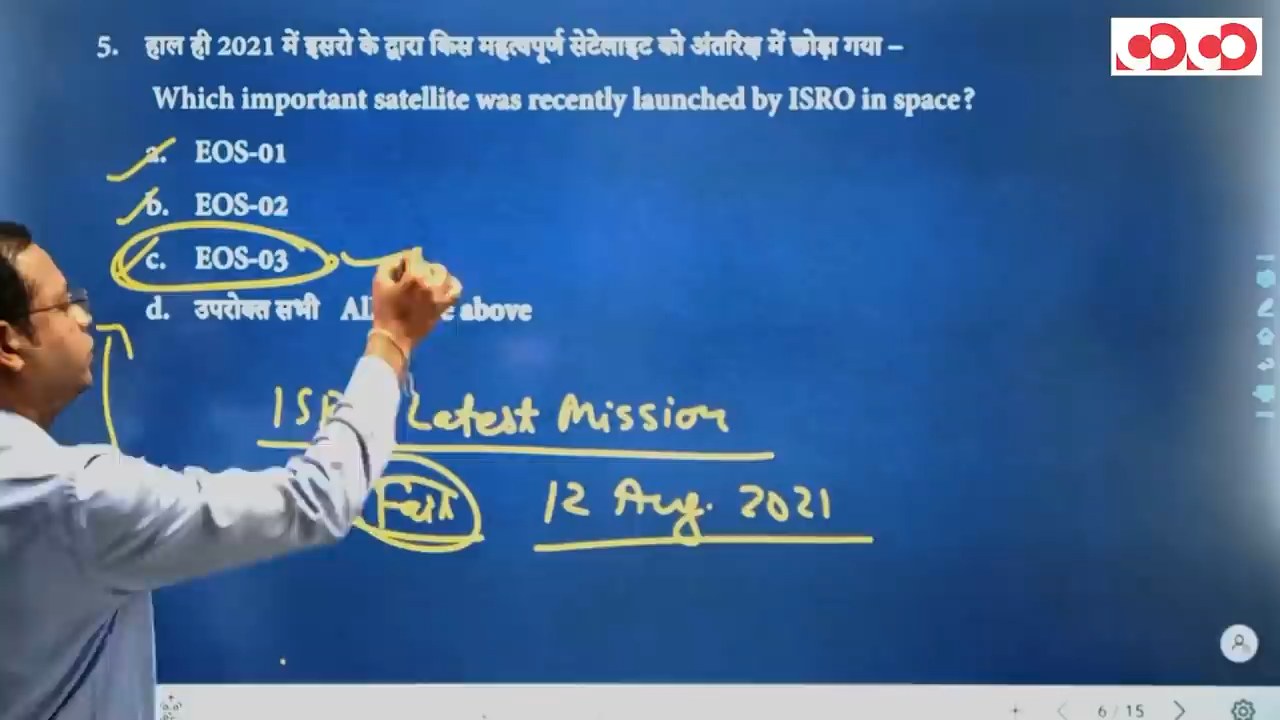 5. हाल ही 2021 में इसरो के द्वारा किस महत्वपूर्ण सेटेलाइट को अंतरिक्ष में छोड़ा गया –
Which important satellite was recently launched by ISRO in space?
a. EOS-01
b. EOS-02
c. EOS-03
d. उपरोक्त सभी above
Latest Mission
12 Aug. 2021
6 / 15